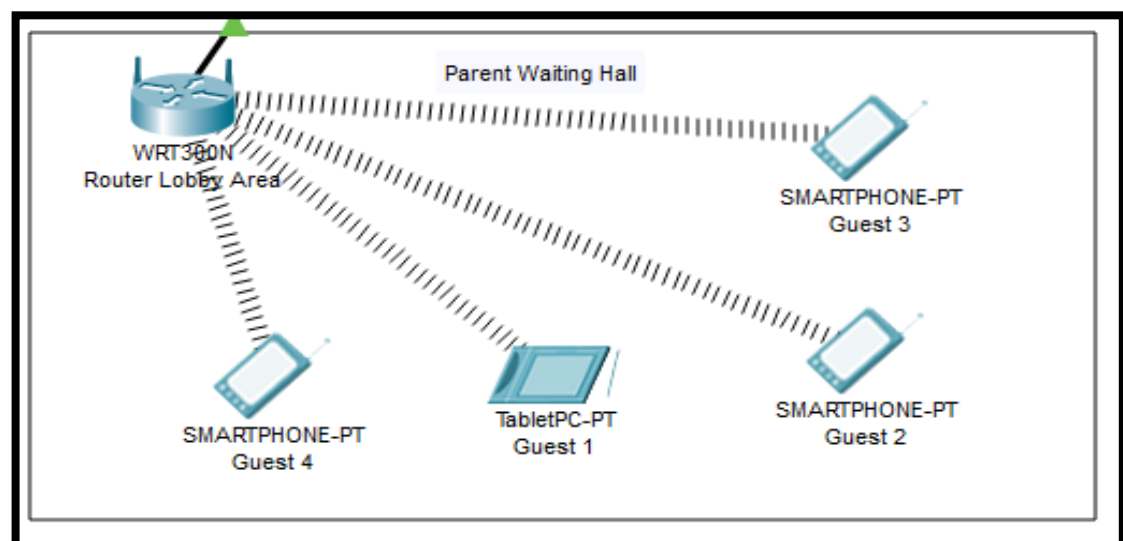 Parent Waiting Hall
WRT300N
Router Lobby Area
SMARTPHONE-PT
Guest 3
SMARTPHONE-PT
Guest 4
TabletPC-PT
Guest 1
SMARTPHONE-PT
Guest 2